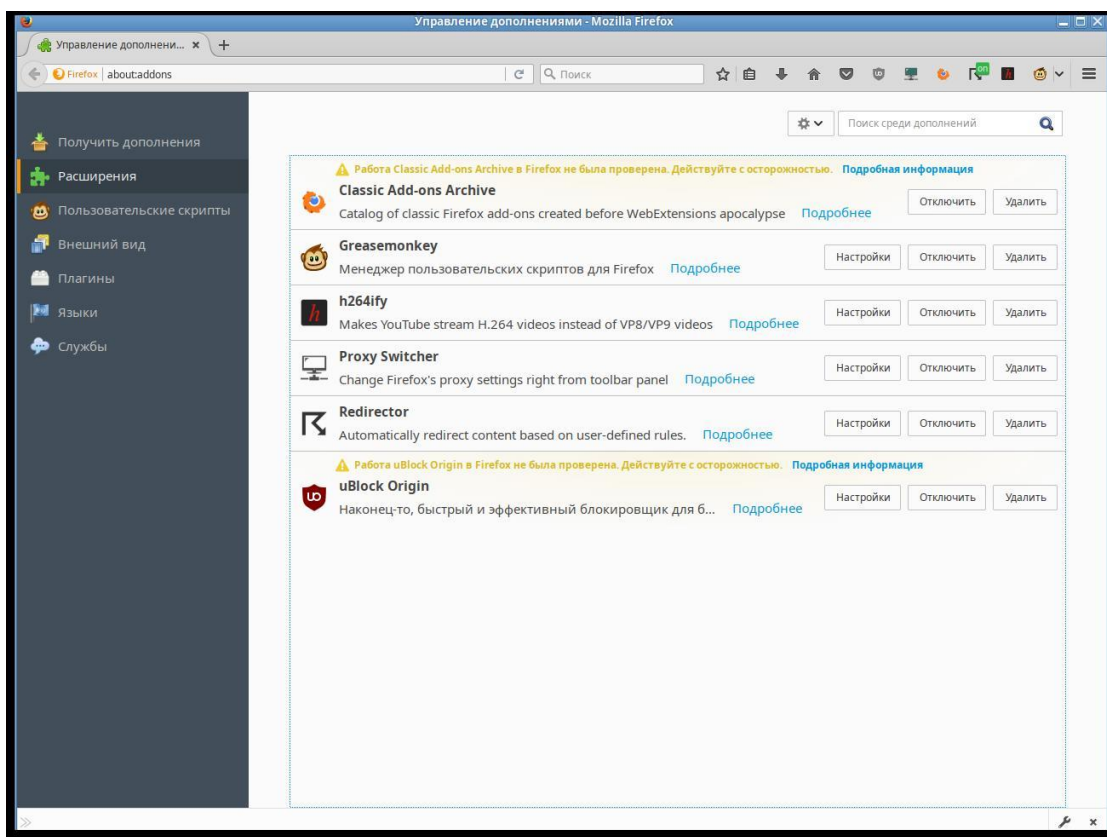 Управление дополнениями - Mozilla Firefox
Управление дополнени...
Firefox about:addons
Поиск
on
Получить дополнения
Расширения
Пользовательские скрипты
Внешний вид
Плагины
Языки
Службы
Поиск среди дополнений
Работа Classic Add-ons Archive в Firefox не была проверена. Действуйте с осторожностью. Подробная информация
Classic Add-ons Archive
Catalog of classic Firefox add-ons created before WebExtensions apocalypse Подробнее
Отключить Удалить
Greasemonkey
Менеджер пользовательских скриптов для Firefox Подробнее
Настройки Отключить Удалить
h
h264ify
Makes YouTube stream H.264 videos instead of VP8/VP9 videos Подробнее
Настройки Отключить Удалить
Proxy Switcher
Change Firefox's proxy settings right from toolbar panel Подробнее
Настройки Отключить Удалить
Redirector
Automatically redirect content based on user-defined rules. Подробнее
Настройки Отключить Удалить
Работа uBlock Origin в Firefox не была проверена. Действуйте с осторожностью. Подробная информация
uBlock Origin
Наконец-то, быстрый и эффективный блокировщик для б... Подробнее
Настройки Отключить Удалить